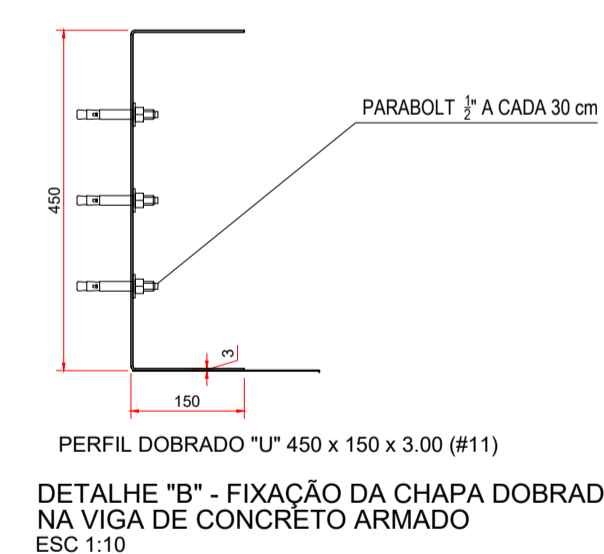 450
PARABOLT 1/2" A CADA 30 cm
3
150
PERFIL DOBRADO "U" 450 x 150 x 3.00 (#11)
DETALHE "B" - FIXAÇÃO DA CHAPA DOBRAD
NA VIGA DE CONCRETO ARMADO
ESC 1:10